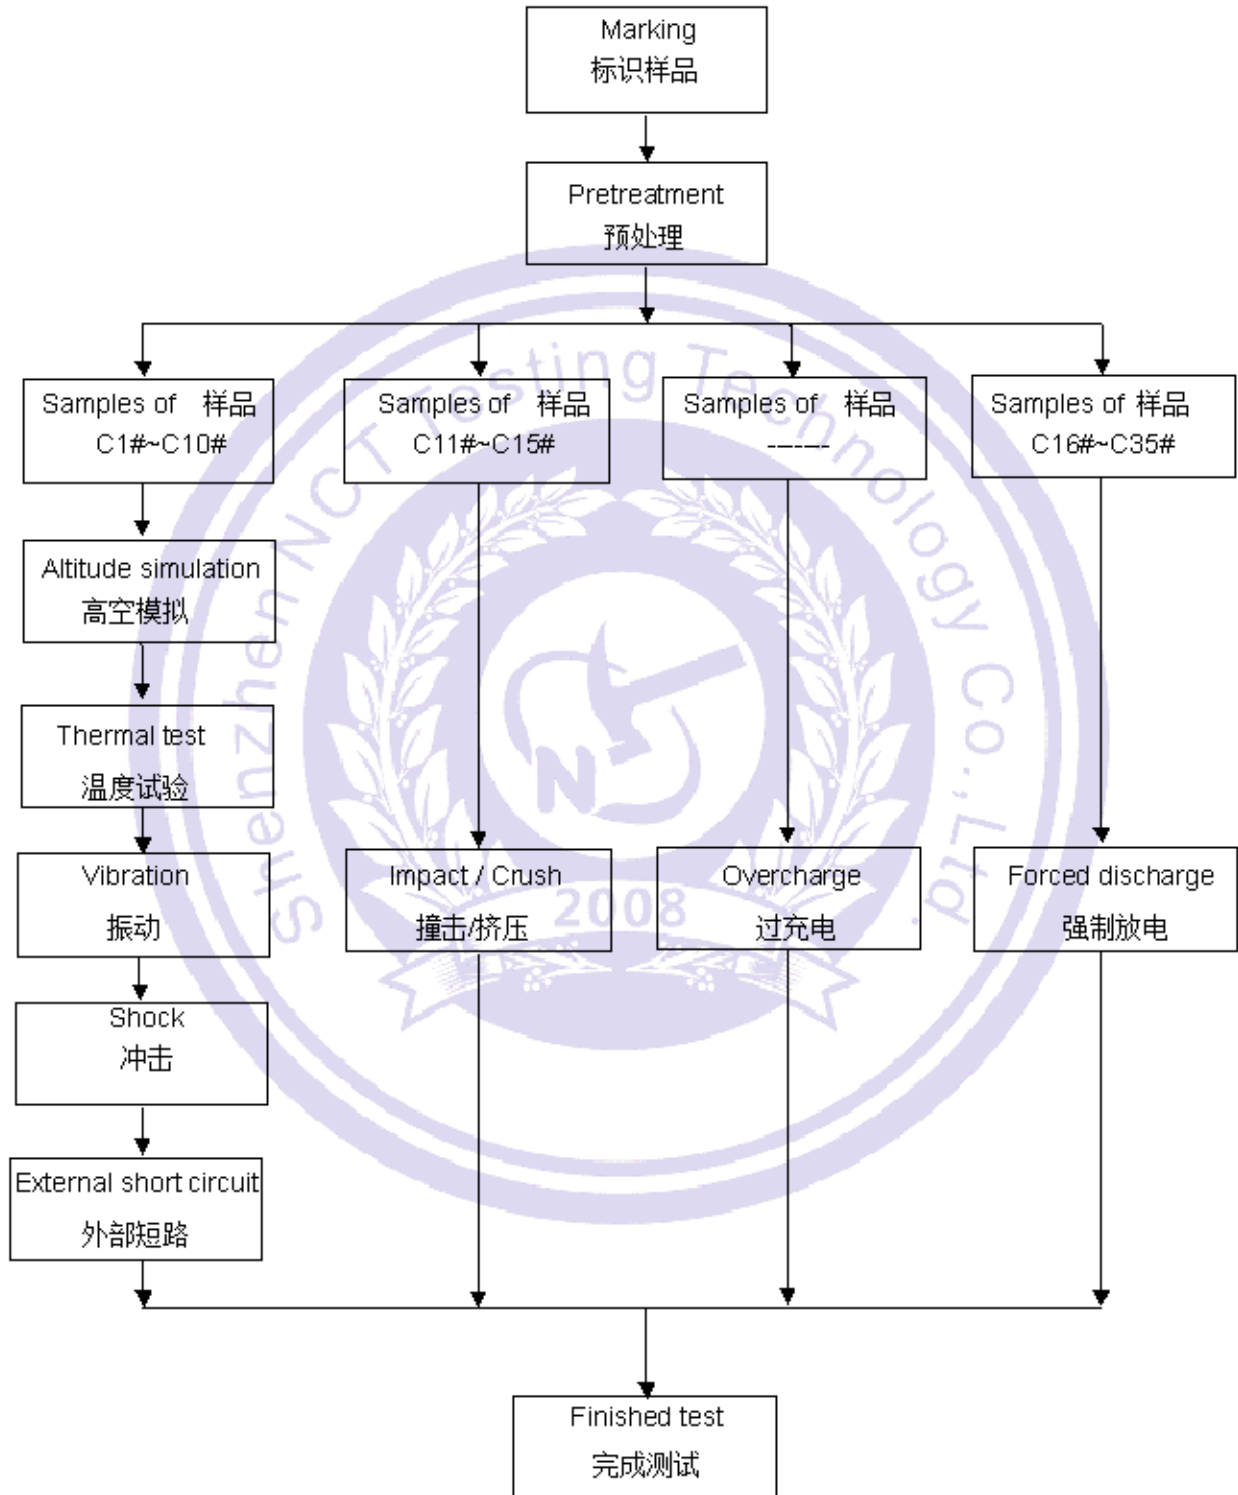 Marking
标识样品
Pretreatment
预处理
Samples of 样品
C1#~C10#
Samples of 样品
C11#~C15#
Samples of 样品
-------
Samples of 样品
C16#~C35#
Altitude simulation
高空模拟
Thermal test
温度试验
Vibration
振动
Impact / Crush
撞击/挤压
Overcharge
过充电
Forced discharge
强制放电
Shock
冲击
External short circuit
外部短路
Finished test
完成测试
Shenzhen NCT Testing Technology Co.,Ltd.
N
2008